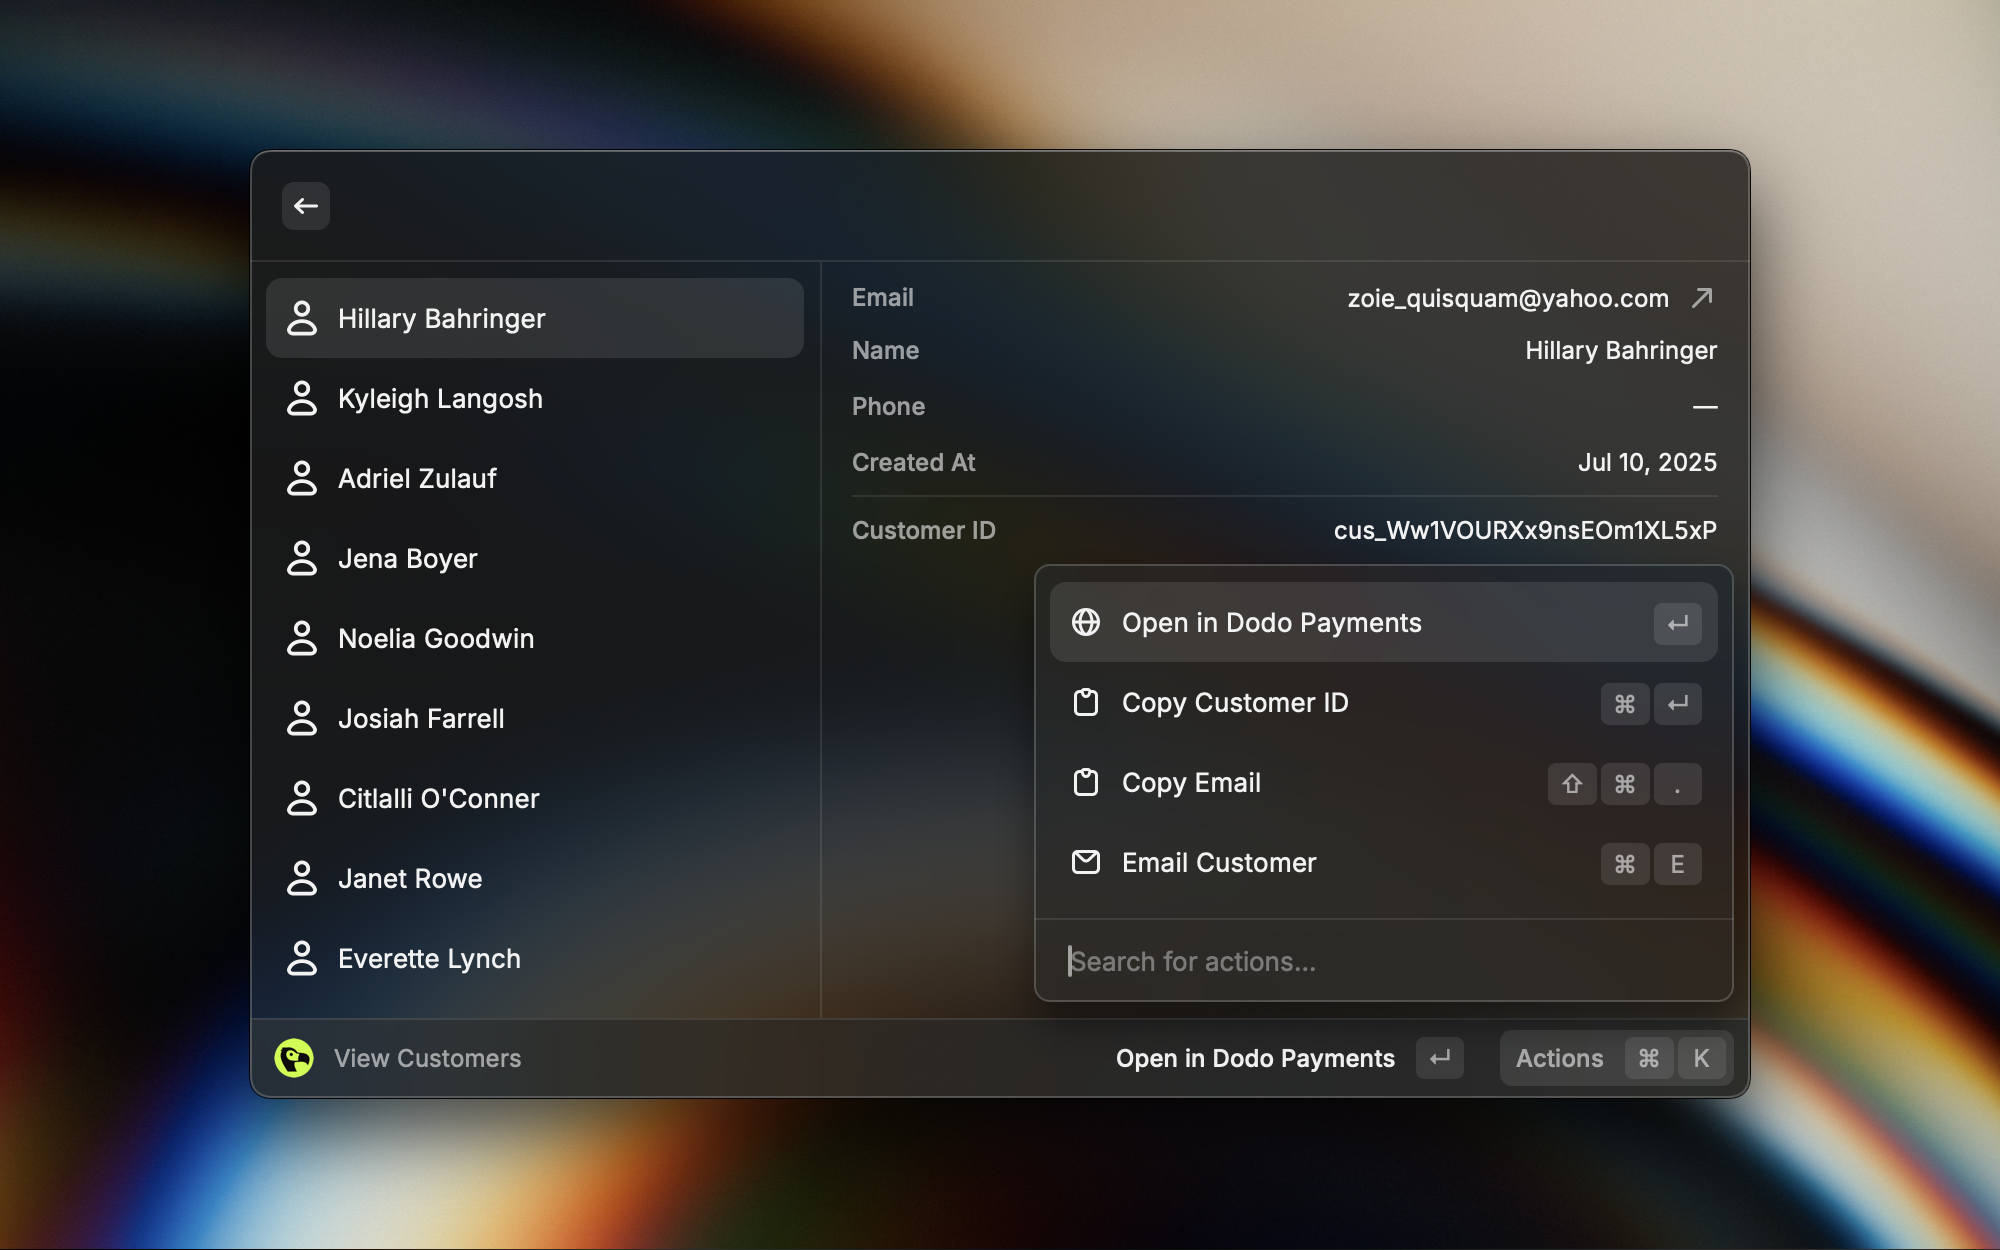 Hillary Bahringer
Kyleigh Langosh
Adriel Zulauf
Jena Boyer
Noelia Goodwin
Josiah Farrell
Citlalli O'Conner
Janet Rowe
Everette Lynch
Email zoie_quisquam@yahoo.com
Name Hillary Bahringer
Phone —
Created At Jul 10, 2025
Customer ID cus_Ww1VOURXx9nsEOm1XL5xP
Open in Dodo Payments ↵
Copy Customer ID ⌘ ↵
Copy Email ⇧ ⌘ .
Email Customer ⌘ E
Search for actions...
View Customers Open in Dodo Payments ↵ Actions ⌘ K